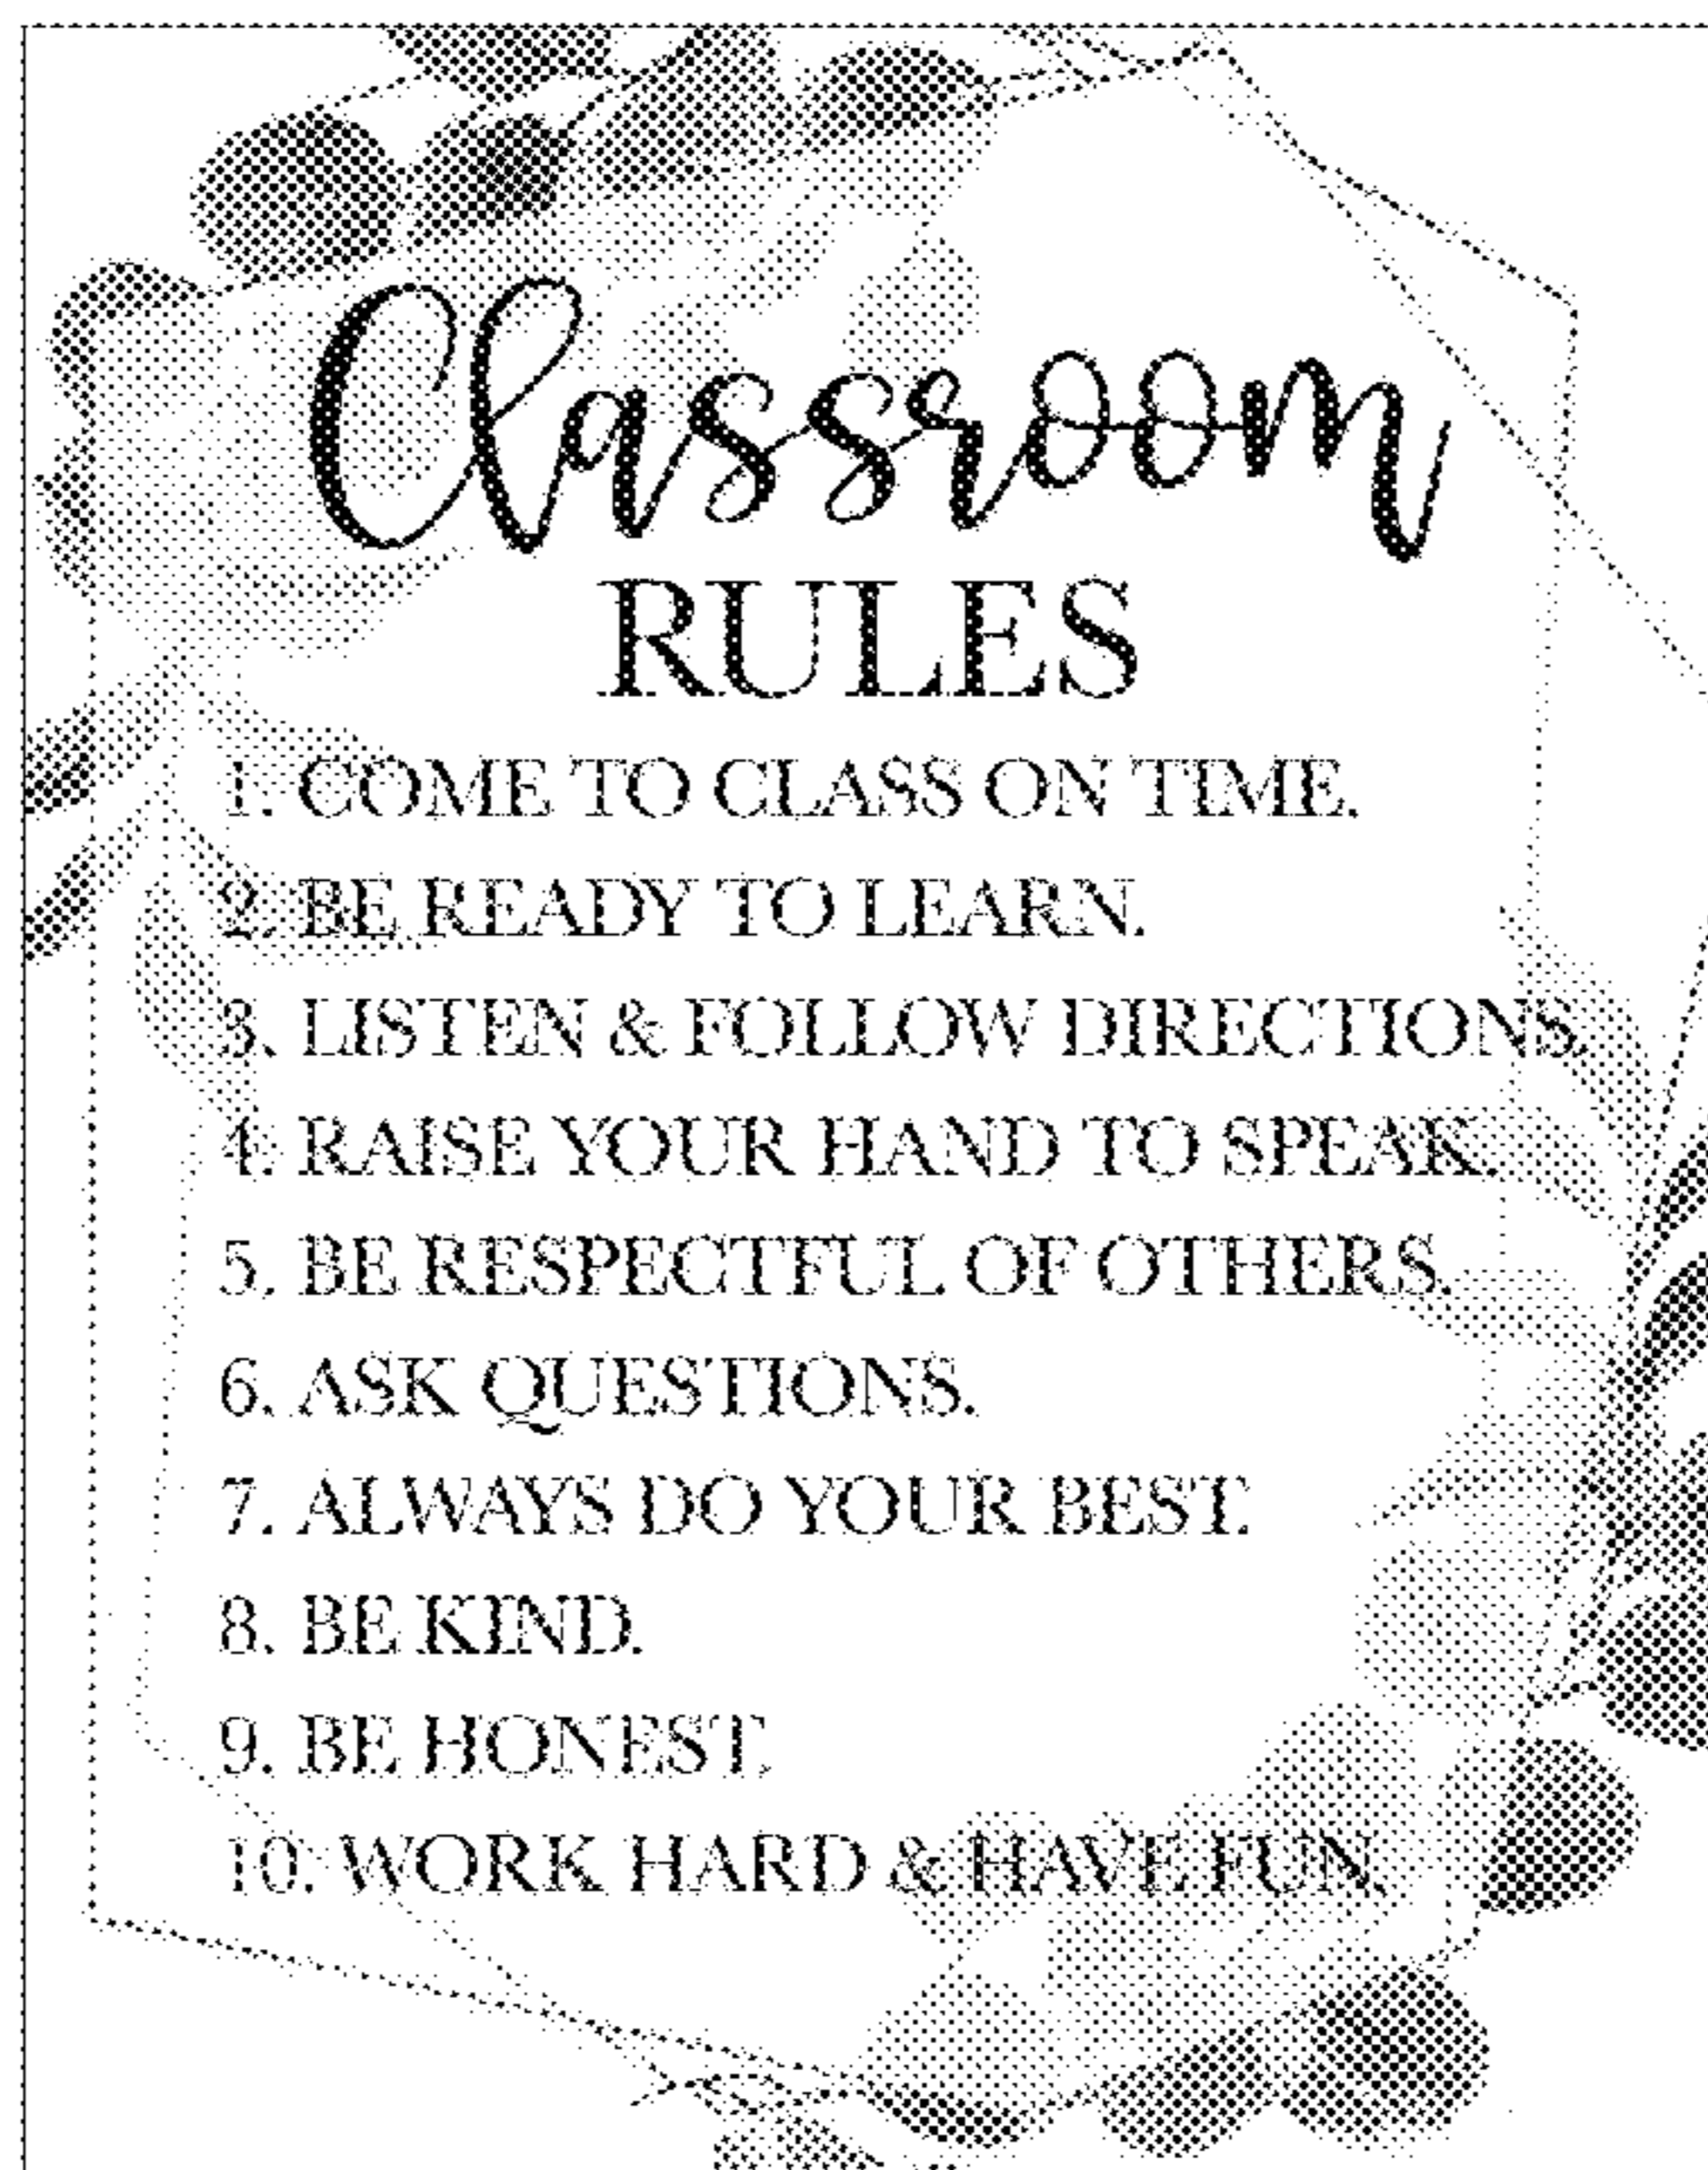 Classroom
RULES
1. COME TO CLASS ON TIME.
2. BE READY TO LEARN.
3. LISTEN & FOLLOW DIRECTIONS.
4. RAISE YOUR HAND TO SPEAK.
5. BE RESPECTFUL OF OTHERS.
6. ASK QUESTIONS.
7. ALWAYS DO YOUR BEST.
8. BE KIND.
9. BE HONEST.
10. WORK HARD & HAVE FUN.